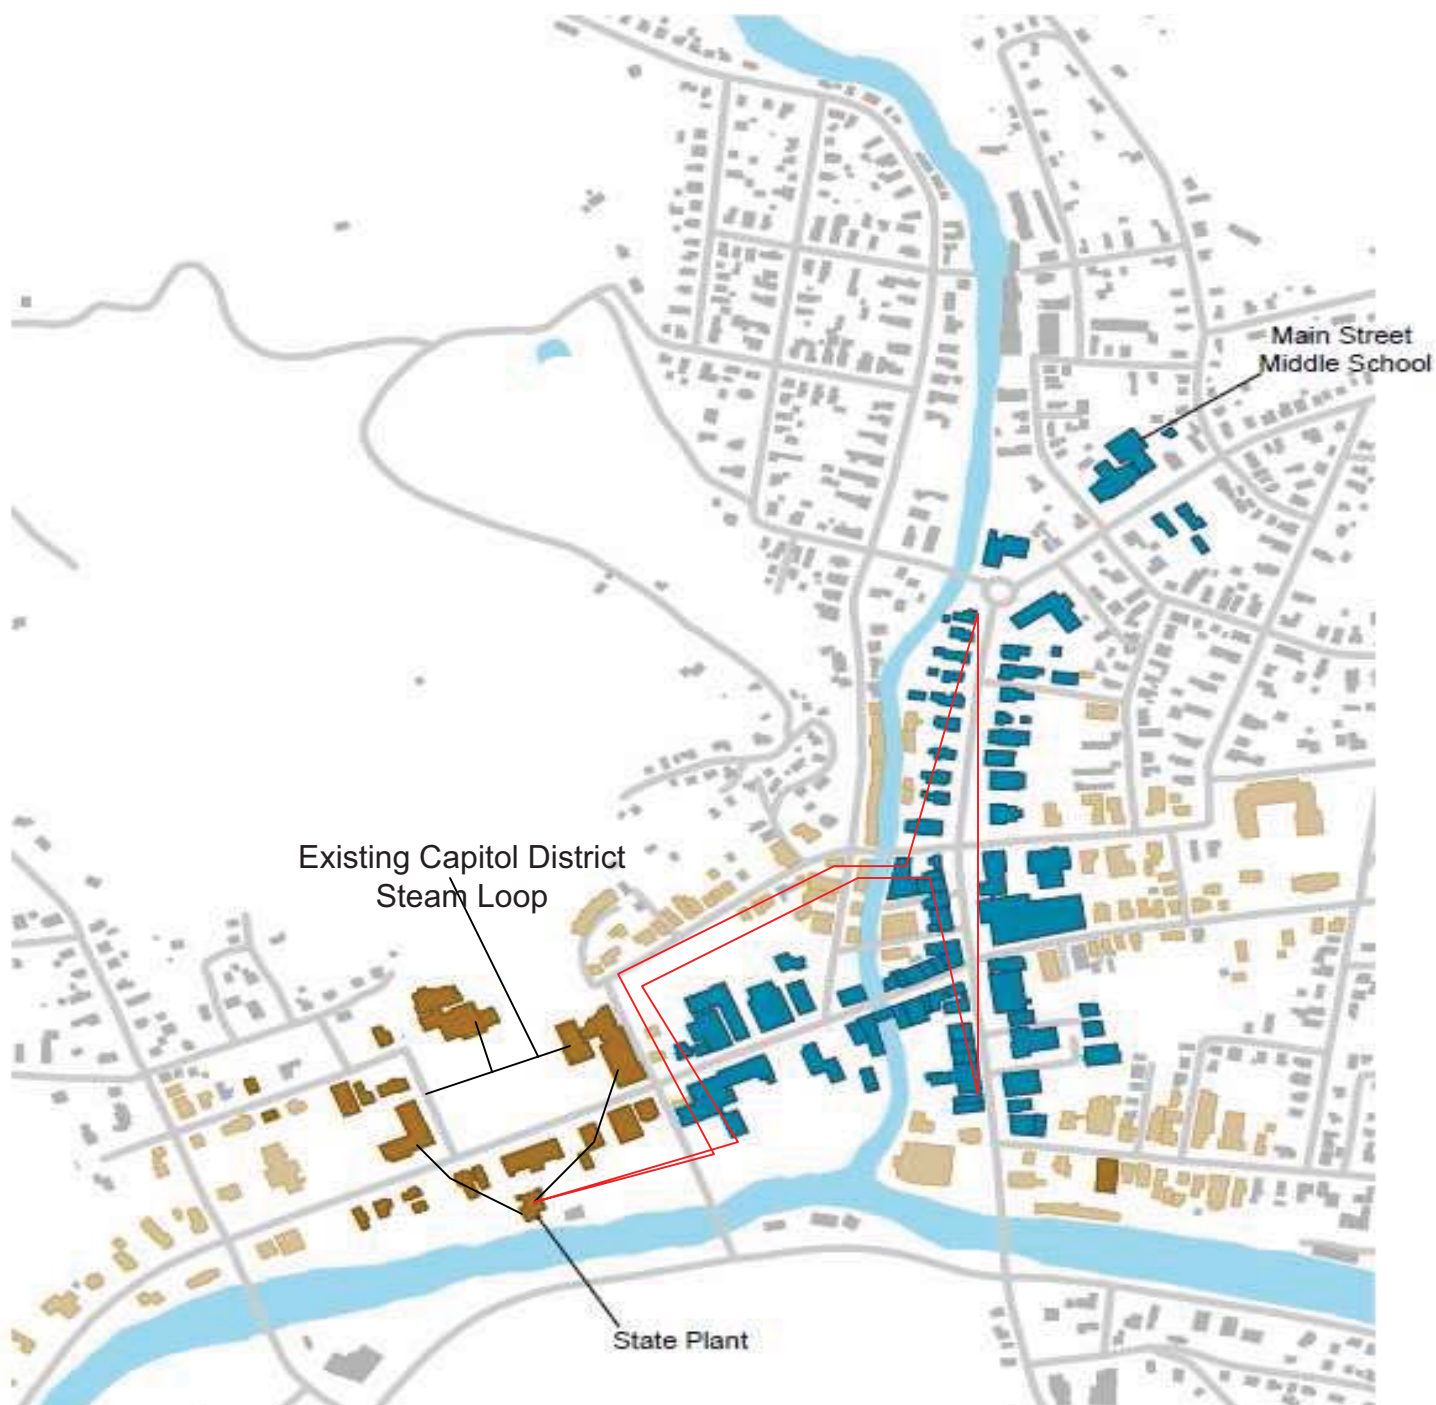 Main Street
Middle School
Existing Capitol District
Steam Loop
State Plant